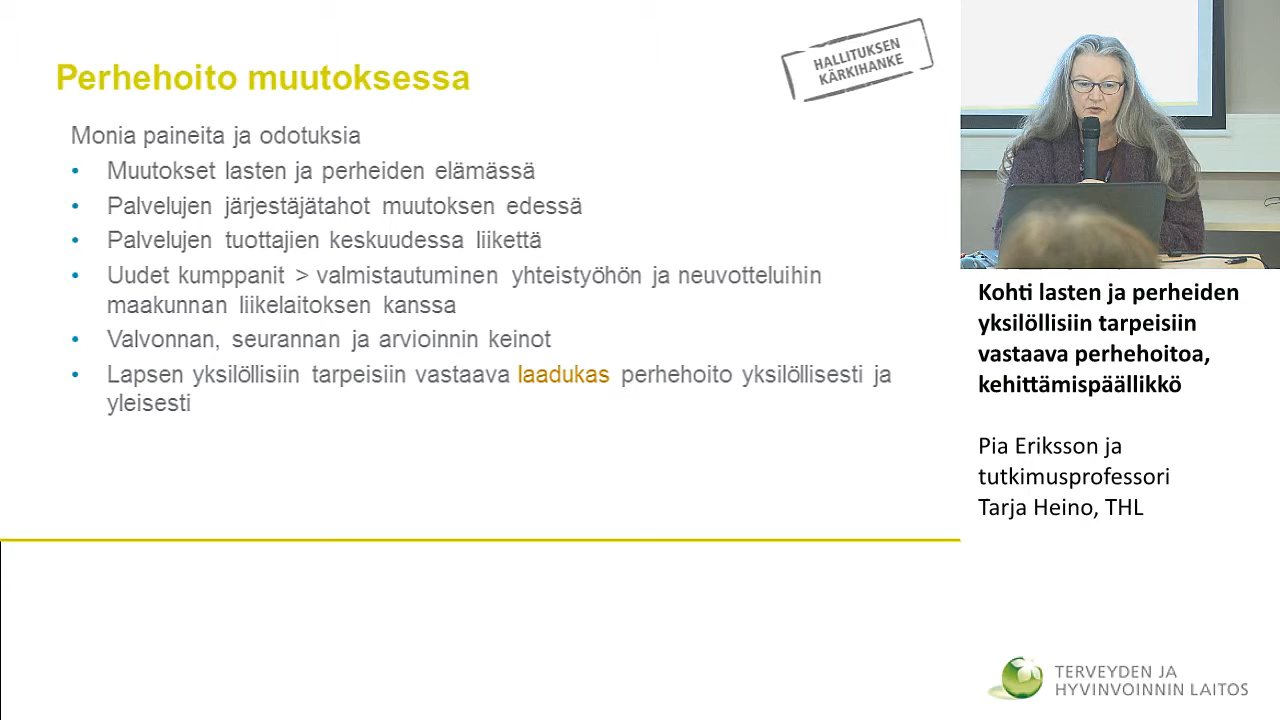 Perhehoito muutoksessa
HALLITUKSEN
KÄRKIHANKE
Monia paineita ja odotuksia
• Muutokset lasten ja perheiden elämässä
• Palvelujen järjestäjätahot muutoksen edessä
• Palvelujen tuottajien keskuudessa liikettä
• Uudet kumppanit > valmistautuminen yhteistyöhön ja neuvotteluihin
maakunnan liikelaitoksen kanssa
• Valvonnan, seurannan ja arvioinnin keinot
• Lapsen yksilöllisiin tarpeisiin vastaava laadukas perhehoito yksilöllisesti ja
yleisesti
Kohti lasten ja perheiden
yksilöllisiin tarpeisiin
vastaava perhehoitoa,
kehittämispäällikkö
Pia Eriksson ja
tutkimusprofessori
Tarja Heino, THL
TERVEYDEN JA
HYVINVOINNIN LAITOS